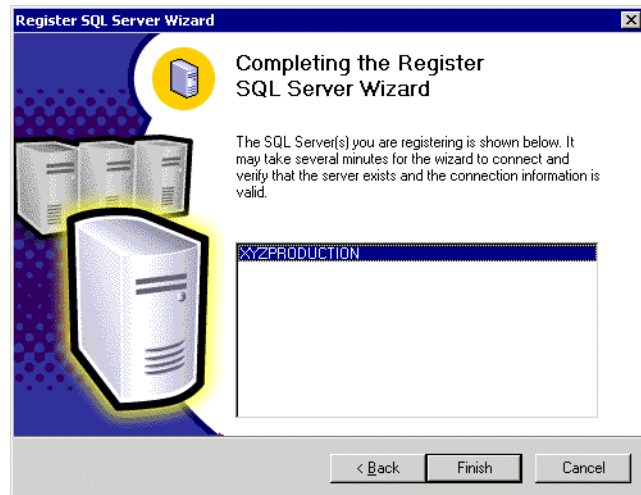 Register SQL Server Wizard
Completing the Register
SQL Server Wizard
The SQL Server(s) you are registering is shown below. It
may take several minutes for the wizard to connect and
verify that the server exists and the connection information is
valid.
XYZPRODUCTION
< Back
Finish
Cancel